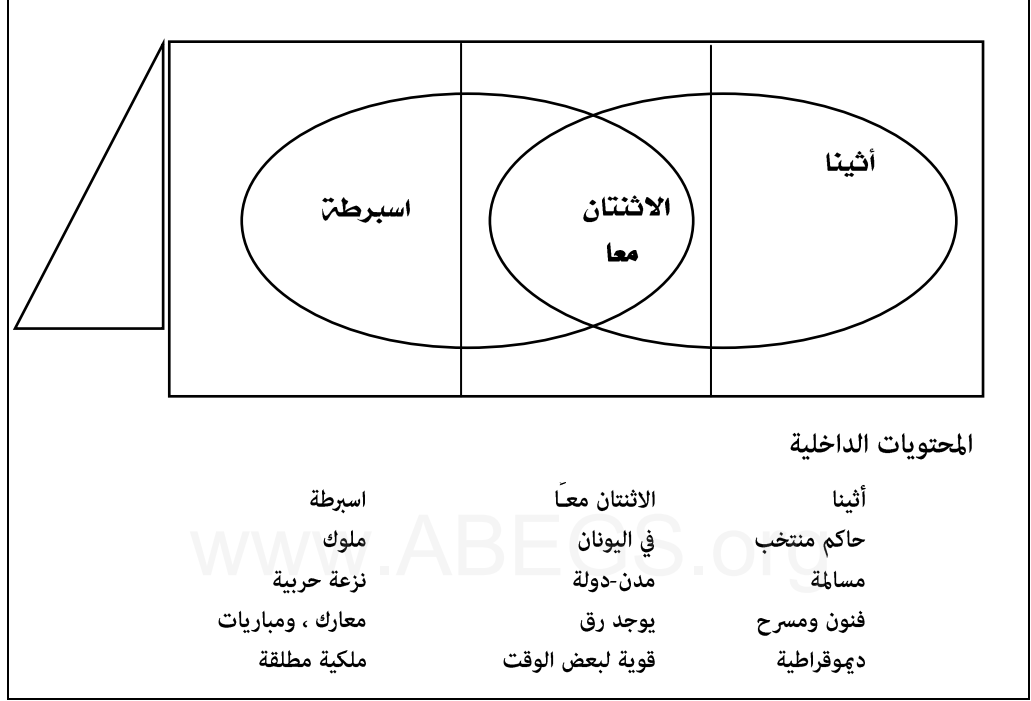 أثينا
الاثنتان
معا
اسبرطة
المحتويات الداخلية
أثينا الاثنتان معـًا اسبرطة
حاكم منتخب في اليونان ملوك
مسالمة مدن-دولة نزعة حربية
فنون ومسرح يوجد رق معارك ، ومباريات
ديموقراطية قوية لبعض الوقت ملكية مطلقة
www.ABEGS.org